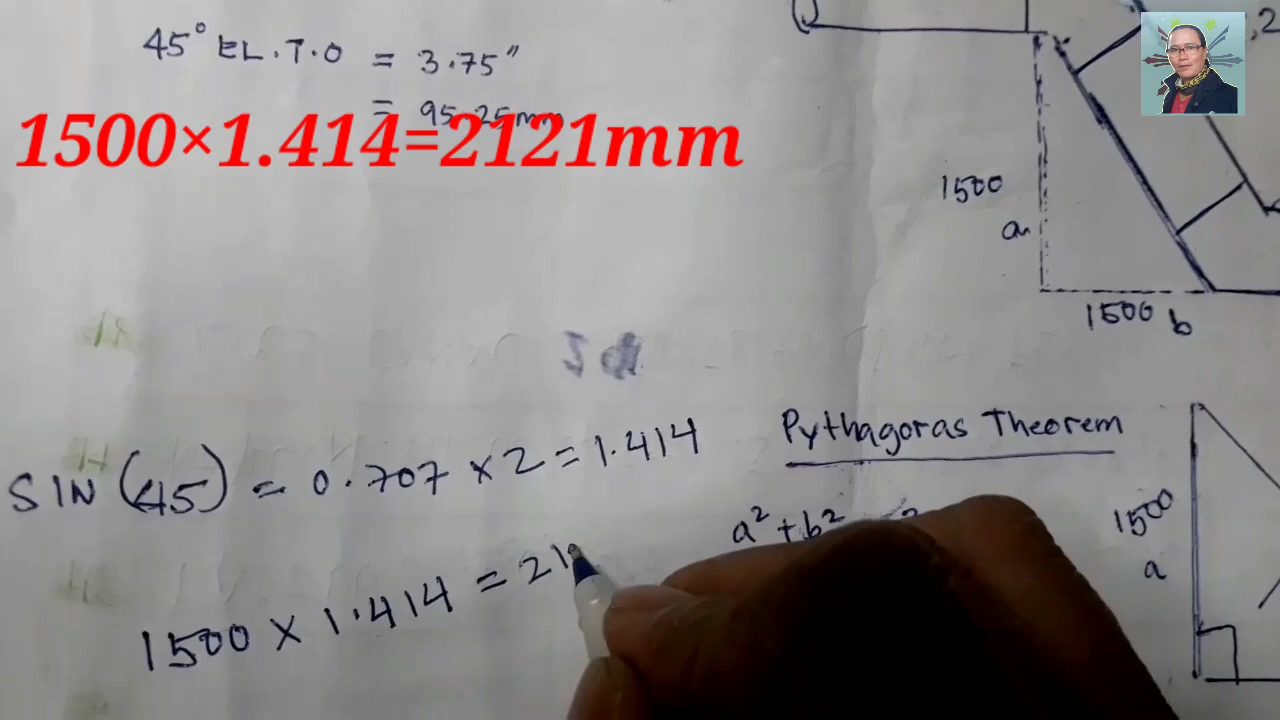 45° EL.T.O = 3.75"
= 95.25mm
1500×1.414=2121mm
.2
1500
a
1500 b
SIN (45) = 0.707 × 2 = 1.414
1500 × 1.414 = 21
Pythagoras Theorem
a² + b²
1500
a